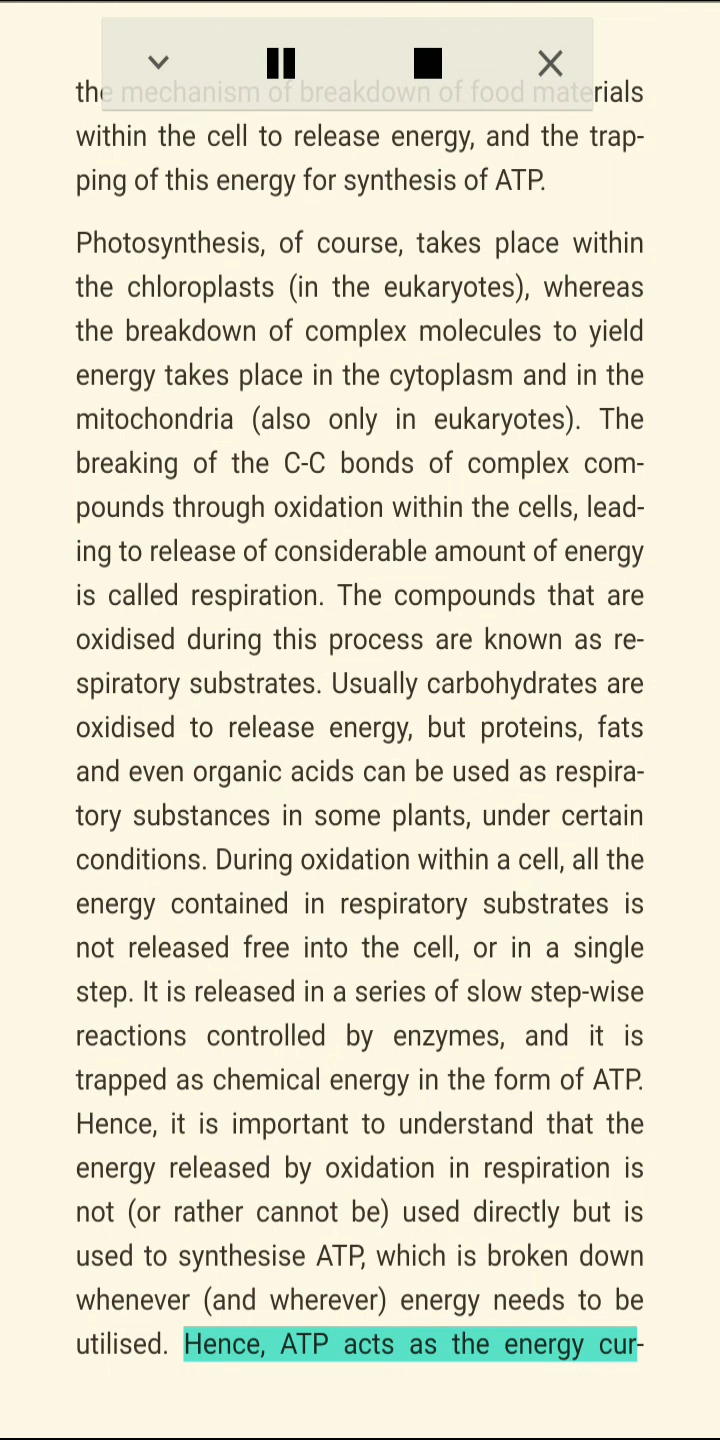 the mechanism of breakdown of food materials
within the cell to release energy, and the trap-
ping of this energy for synthesis of ATP.
Photosynthesis, of course, takes place within
the chloroplasts (in the eukaryotes), whereas
the breakdown of complex molecules to yield
energy takes place in the cytoplasm and in the
mitochondria (also only in eukaryotes). The
breaking of the C-C bonds of complex com-
pounds through oxidation within the cells, lead-
ing to release of considerable amount of energy
is called respiration. The compounds that are
oxidised during this process are known as re-
spiratory substrates. Usually carbohydrates are
oxidised to release energy, but proteins, fats
and even organic acids can be used as respira-
tory substances in some plants, under certain
conditions. During oxidation within a cell, all the
energy contained in respiratory substrates is
not released free into the cell, or in a single
step. It is released in a series of slow step-wise
reactions controlled by enzymes, and it is
trapped as chemical energy in the form of ATP.
Hence, it is important to understand that the
energy released by oxidation in respiration is
not (or rather cannot be) used directly but is
used to synthesise ATP, which is broken down
whenever (and wherever) energy needs to be
utilised. Hence, ATP acts as the energy cur-